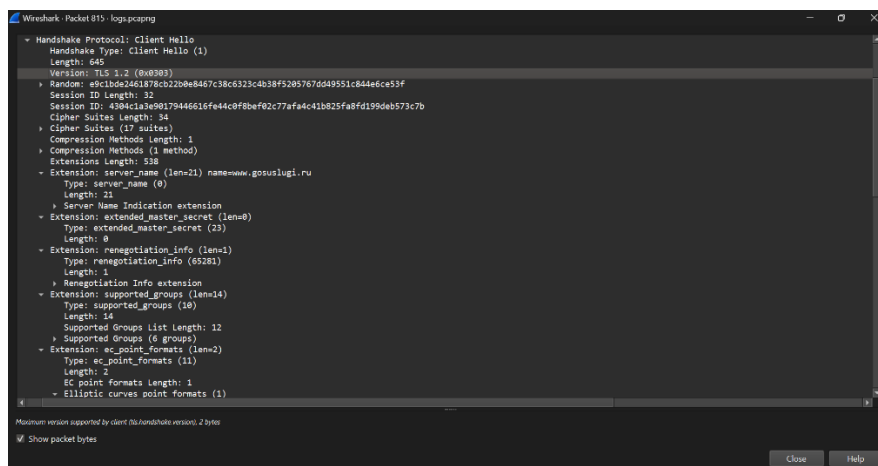 Wireshark · Packet 815 · logs.pcapng
Handshake Protocol: Client Hello
Handshake Type: Client Hello (1)
Length: 645
Version: TLS 1.2 (0x0303)
Random: e9c1bde2461878cb22b0e8467c38c6323c4b38f5205767dd49551c844e6ce53f
Session ID Length: 32
Session ID: 4304c1a3e90179446616fe44c0f8bef02c77afa4c41b825fa8fd199deb573c7b
Cipher Suites Length: 34
Cipher Suites (17 suites)
Compression Methods Length: 1
Compression Methods (1 method)
Extensions Length: 538
Extension: server_name (len=21) name=www.gosuslugi.ru
Type: server_name (0)
Length: 21
Server Name Indication extension
Extension: extended_master_secret (len=0)
Type: extended_master_secret (23)
Length: 0
Extension: renegotiation_info (len=1)
Type: renegotiation_info (65281)
Length: 1
Renegotiation Info extension
Extension: supported_groups (len=14)
Type: supported_groups (10)
Length: 14
Supported Groups List Length: 12
Supported Groups (6 groups)
Extension: ec_point_formats (len=2)
Type: ec_point_formats (11)
Length: 2
EC point formats Length: 1
Elliptic curves point formats (1)
Maximum version supported by client (tls.handshake.version), 2 bytes
Show packet bytes
Close
Help